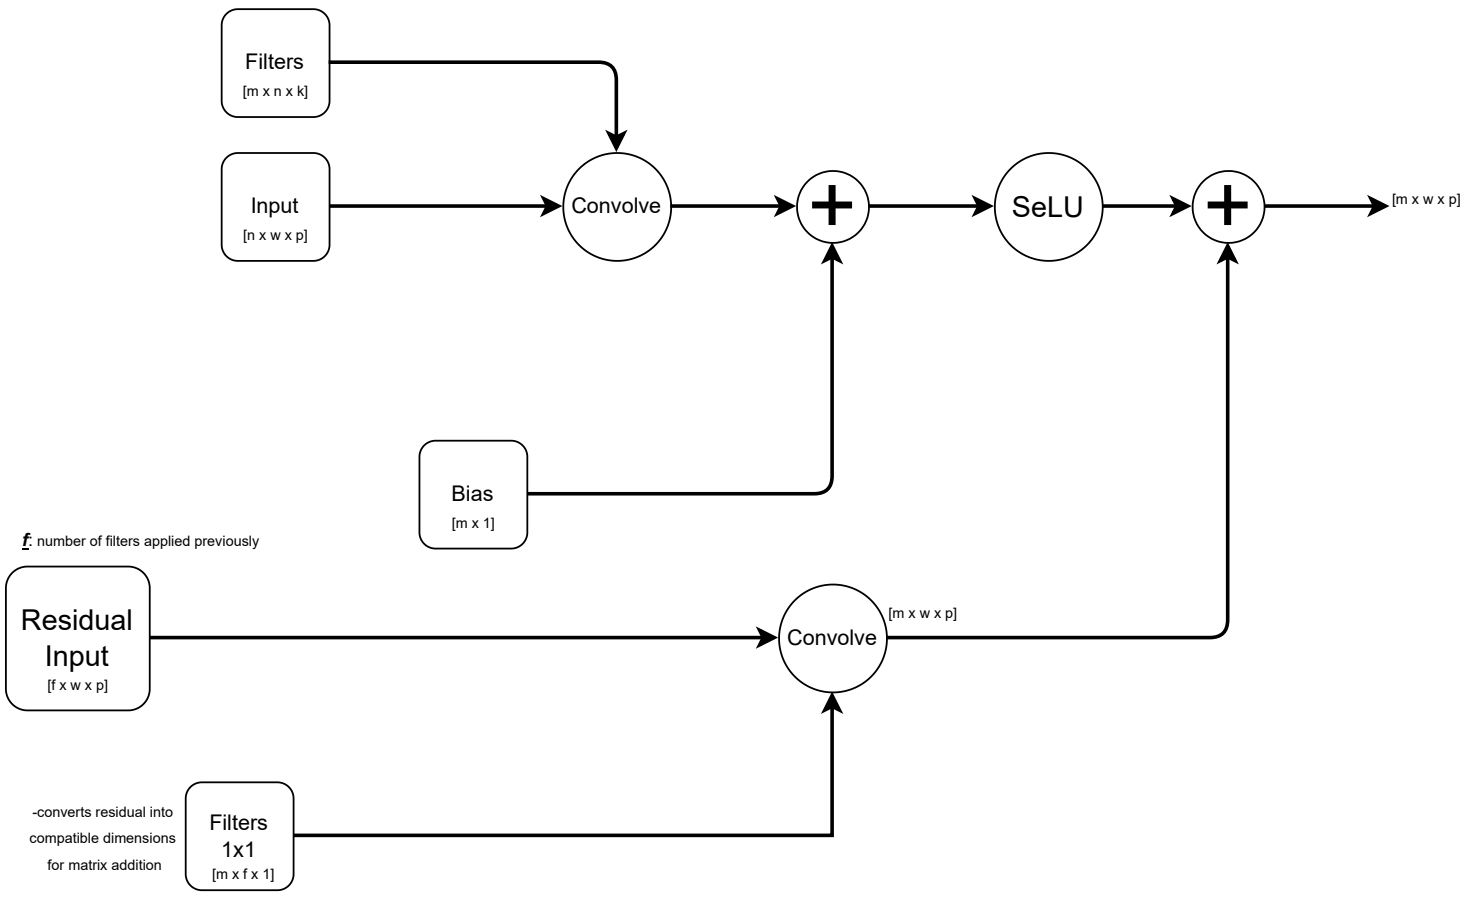 Filters
[m x n x k]
Input
[n x w x p]
Convolve
+
SeLU
+
[m x w x p]
Bias
[m x 1]
f: number of filters applied previously
Residual
Input
[f x w x p]
Convolve
[m x w x p]
-converts residual into
compatible dimensions
for matrix addition
Filters
1x1
[m x f x 1]